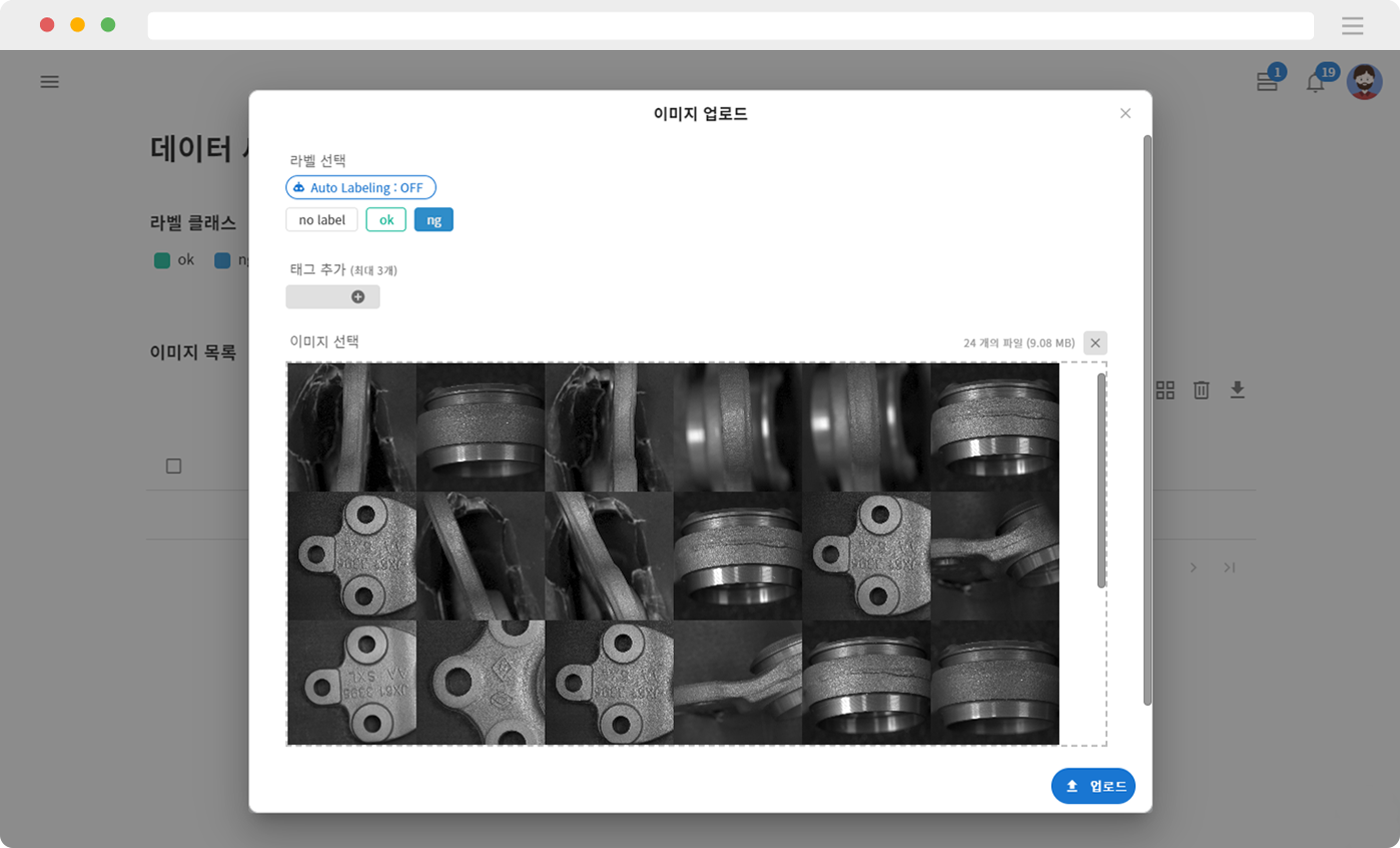 1
19
이미지 업로드
데이터
라벨 선택
Auto Labeling : OFF
no label
ok
ng
라벨 클래스
ok
태그 추가 (최대 3개)
이미지 선택
24 개의 파일 (9.08 MB)
이미지 목록
업로드